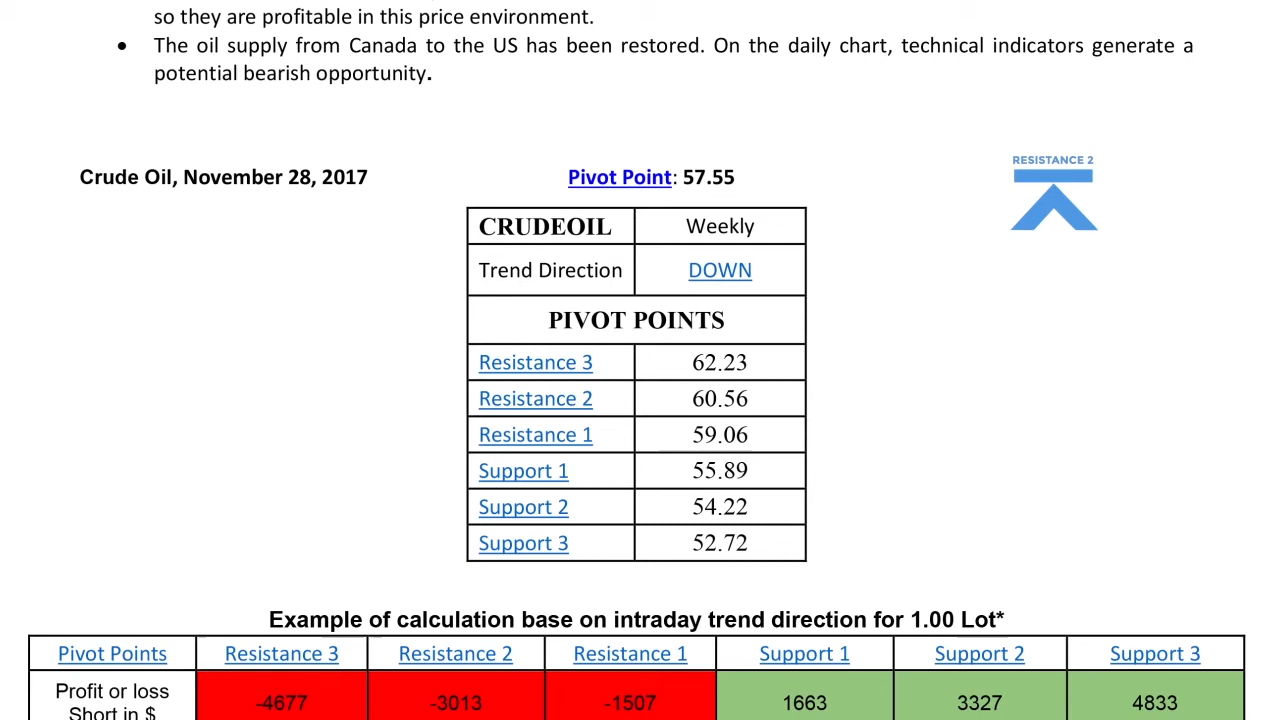 so they are profitable in this price environment.
• The oil supply from Canada to the US has been restored. On the daily chart, technical indicators generate a
potential bearish opportunity.
RESISTANCE 2
Crude Oil, November 28, 2017 Pivot Point: 57.55
CRUDEOIL Weekly
Trend Direction DOWN
PIVOT POINTS
Resistance 3 62.23
Resistance 2 60.56
Resistance 1 59.06
Support 1 55.89
Support 2 54.22
Support 3 52.72
Example of calculation base on intraday trend direction for 1.00 Lot*
Pivot Points Resistance 3 Resistance 2 Resistance 1 Support 1 Support 2 Support 3
Profit or loss
Short in $ -4677 -3013 -1507 1663 3327 4833